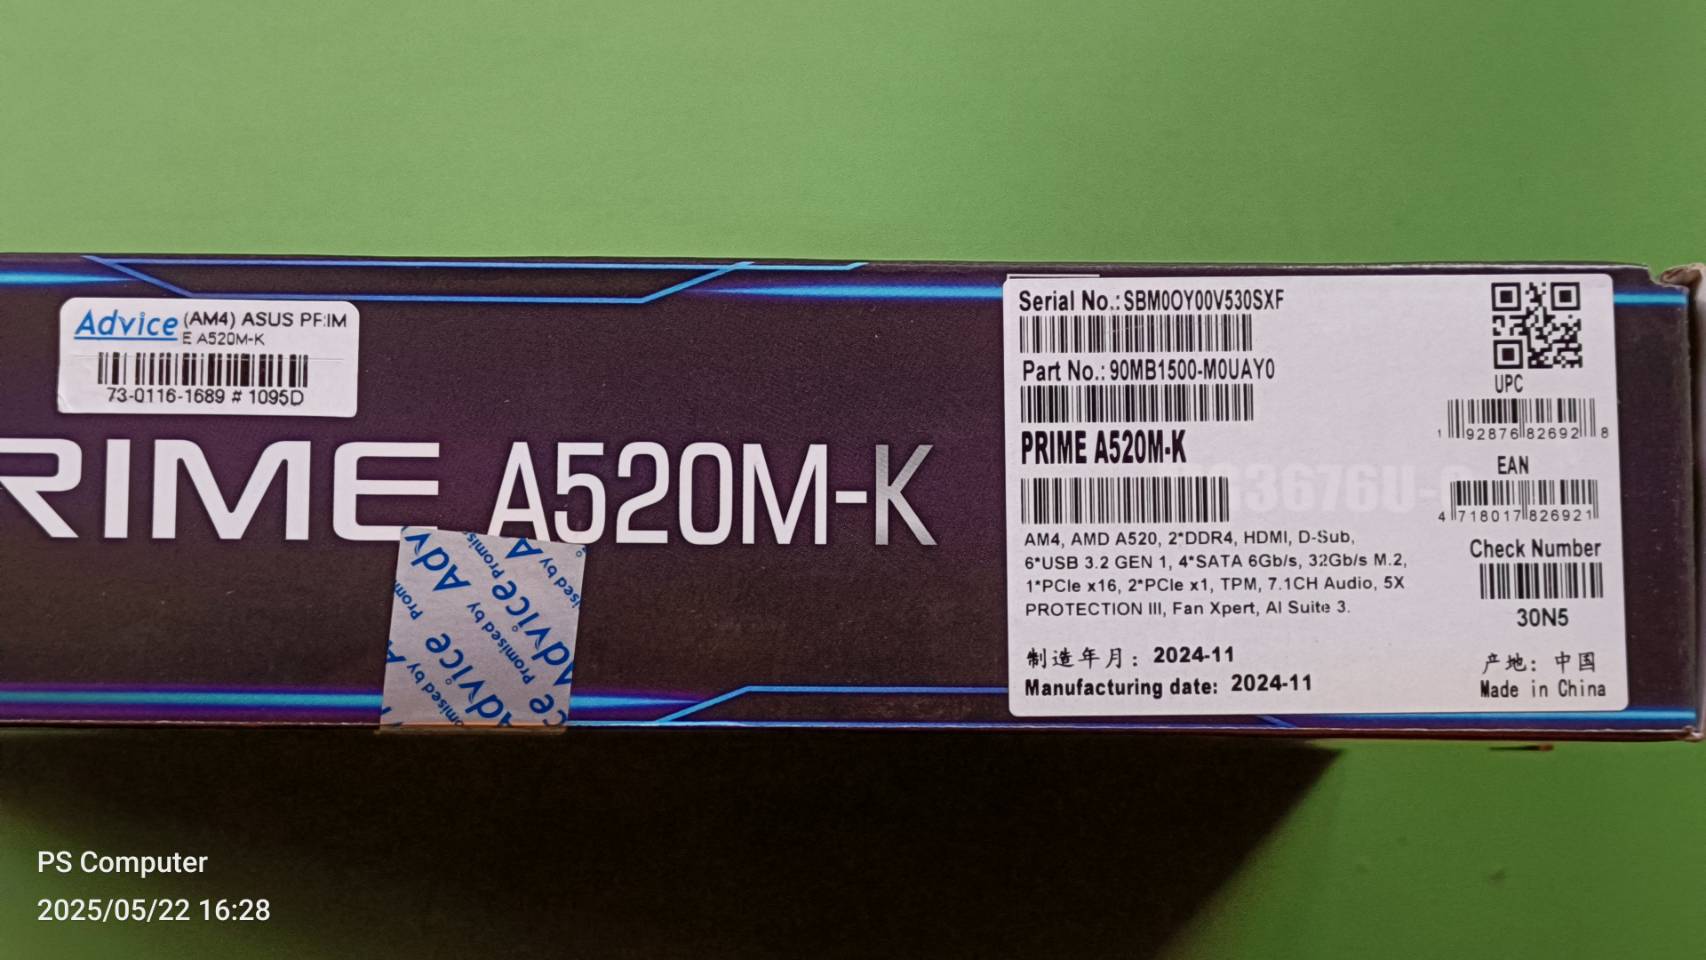 Advice (AM4) ASUS PRIM
E A520M-K
73-0116-1689 # 1095D
RIME A520M-K
Advice
Promised by
Serial No.: SBM0OY00V530SXF
Part No.: 90MB1500-M0UAY0
PRIME A520M-K
AM4, AMD A520, 2*DDR4, HDMI, D-Sub,
6*USB 3.2 GEN 1, 4*SATA 6Gb/s, 32Gb/s M.2,
1*PCIe x16, 2*PCIe x1, TPM, 7.1CH Audio, 5X
PROTECTION III, Fan Xpert, AI Suite 3.
制造年月: 2024-11
Manufacturing date: 2024-11
UPC
1 92876 82692 8
EAN
4 718017 826921
Check Number
30N5
产地: 中国
Made in China
PS Computer
2025/05/22 16:28